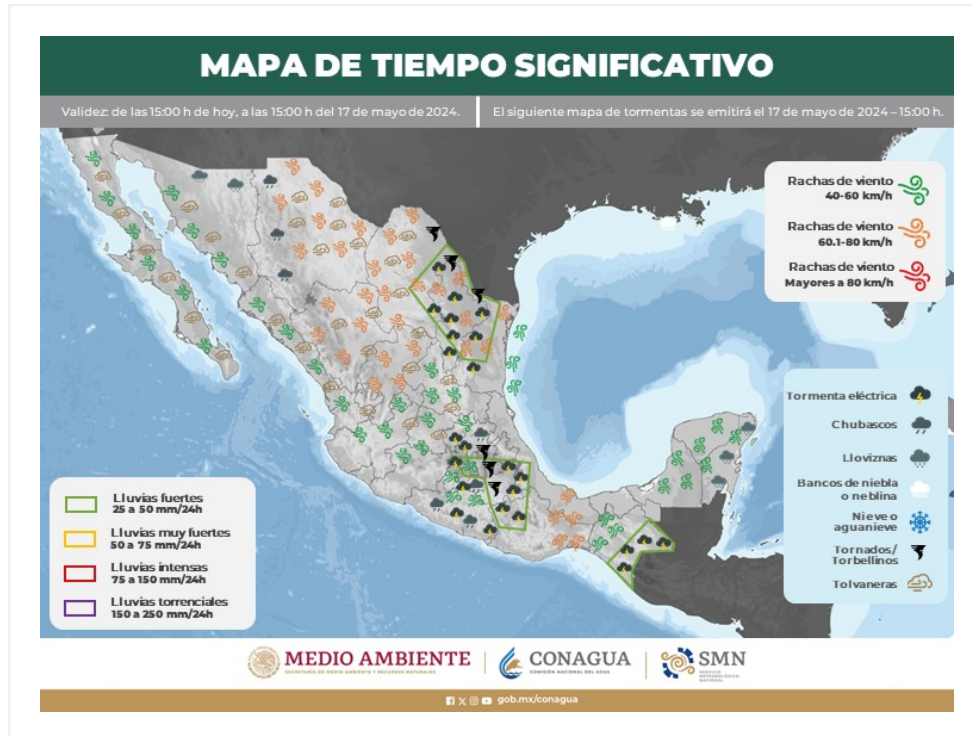 MAPA DE TIEMPO SIGNIFICATIVO
Validez: de las 15:00 h de hoy, a las 15:00 h del 17 de mayo de 2024.
El siguiente mapa de tormentas se emitirá el 17 de mayo de 2024 – 15:00 h.
Rachas de viento
40-60 km/h
Rachas de viento
60.1-80 km/h
Rachas de viento
Mayores a 80 km/h
Tormenta eléctrica
Chubascos
Lloviznas
Bancos de niebla
o neblina
Nieve o
aguanieve
Tornados/
Torbellinos
Tolvaneras
Lluvias fuertes
25 a 50 mm/24h
Lluvias muy fuertes
50 a 75 mm/24h
Lluvias intensas
75 a 150 mm/24h
Lluvias torrenciales
150 a 250 mm/24h
MEDIO AMBIENTE
SECRETARÍA DE MEDIO AMBIENTE Y RECURSOS NATURALES
CONAGUA
COMISIÓN NACIONAL DEL AGUA
SMN
SERVICIO
METEOROLÓGICO
NACIONAL
gob.mx/conagua